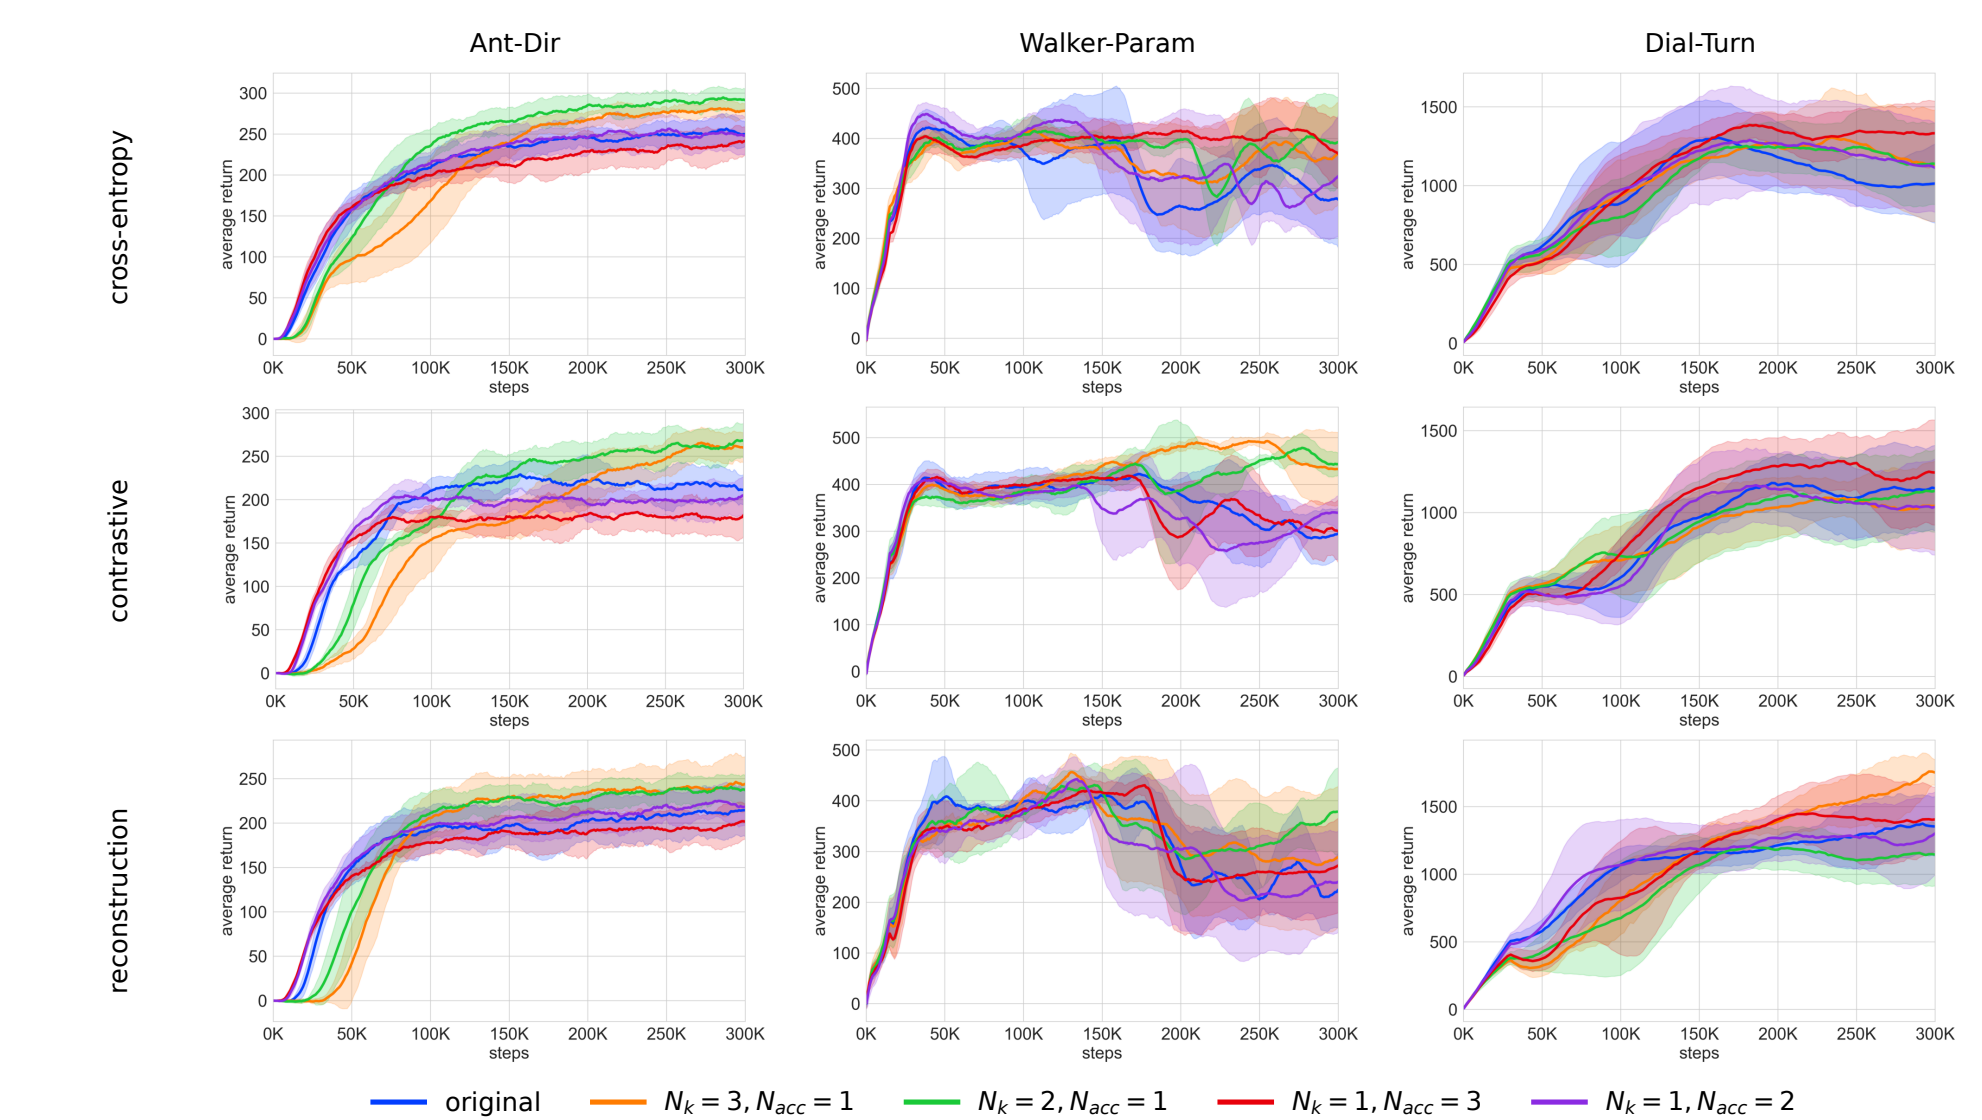 Ant-Dir Walker-Param Dial-Turn
cross-entropy
average return average return average return
300 250 200 150 100 50 0
500 400 300 200 100 0
1500 1000 500 0
0K 50K 100K 150K 200K 250K 300K 0K 50K 100K 150K 200K 250K 300K 0K 50K 100K 150K 200K 250K 300K
steps steps steps
contrastive
average return average return average return
300 250 200 150 100 50 0
500 400 300 200 100 0
1500 1000 500 0
0K 50K 100K 150K 200K 250K 300K 0K 50K 100K 150K 200K 250K 300K 0K 50K 100K 150K 200K 250K 300K
steps steps steps
reconstruction
average return average return average return
250 200 150 100 50 0
500 400 300 200 100 0
1500 1000 500 0
0K 50K 100K 150K 200K 250K 300K 0K 50K 100K 150K 200K 250K 300K 0K 50K 100K 150K 200K 250K 300K
steps steps steps
original N_k = 3, N_acc = 1 N_k = 2, N_acc = 1 N_k = 1, N_acc = 3 N_k = 1, N_acc = 2